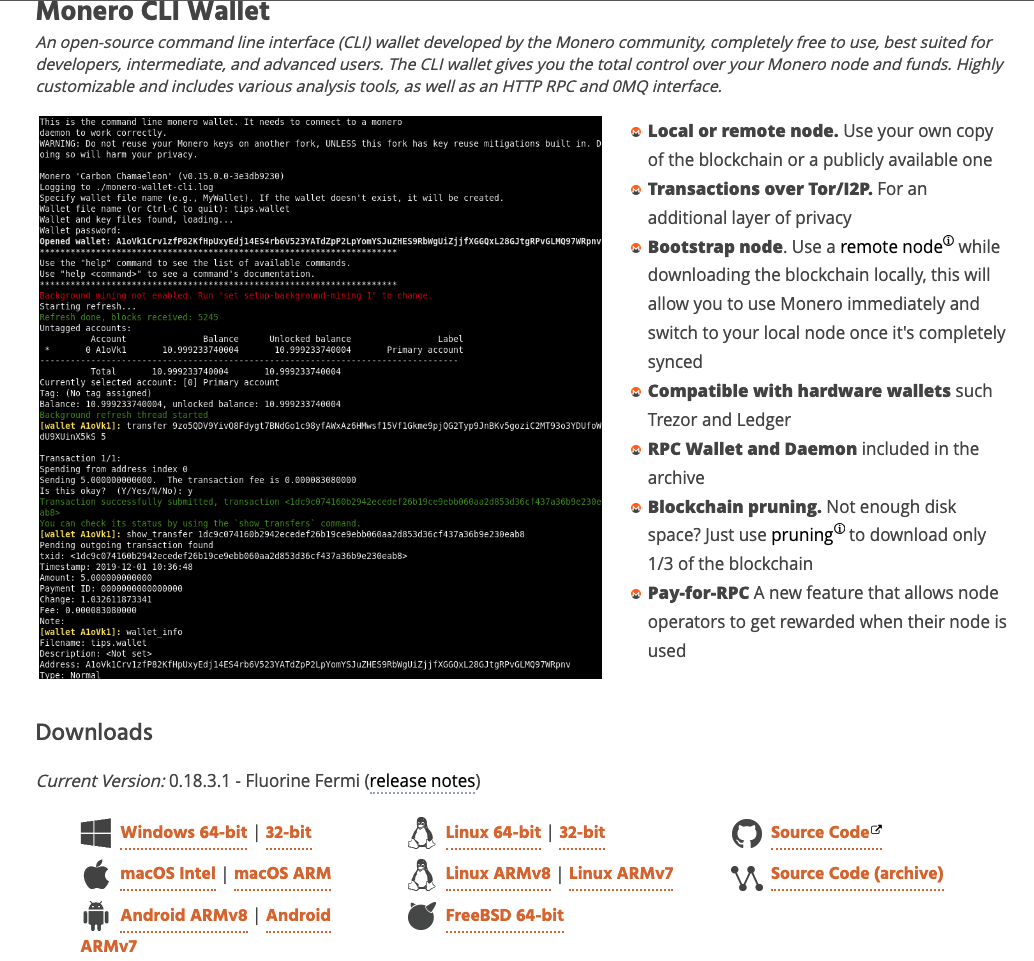 Monero CLI Wallet
An open-source command line interface (CLI) wallet developed by the Monero community, completely free to use, best suited for
developers, intermediate, and advanced users. The CLI wallet gives you the total control over your Monero node and funds. Highly
customizable and includes various analysis tools, as well as an HTTP RPC and 0MQ interface.
This is the command line monero wallet. It needs to connect to a monero
daemon to work correctly.
WARNING: Do not reuse your Monero keys on another fork, UNLESS this fork has key reuse mitigations built in. D
oing so will harm your privacy.
Monero 'Carbon Chamaeleon' (v0.15.0.0-3e3db9230)
Logging to ./monero-wallet-cli.log
Specify wallet file name (e.g., MyWallet). If the wallet doesn't exist, it will be created.
Wallet file name (or Ctrl-C to quit): tips.wallet
Wallet and key files found, loading...
Wallet password:
Opened wallet: A1oVk1Crv1zfP82KfHpUxyEdj14ES4rb6V523YATdZpP2LpYomYSJuZHES9RbWgUiZjjfXGGQxL28GJtgRPvGLMQ97WRpnv
**********************************************************************
Use the "help" command to see the list of available commands.
Use "help <command>" to see a command's documentation.
**********************************************************************
Background mining not enabled. Run "set setup-background-mining 1" to change.
Starting refresh...
Refresh done, blocks received: 5245
Untagged accounts:
Account Balance Unlocked balance Label
* 0 A1oVk1 10.999233740004 10.999233740004 Primary account
----------------------------------------------------------------------------------
Total 10.999233740004 10.999233740004
Currently selected account: [0] Primary account
Tag: (No tag assigned)
Balance: 10.999233740004, unlocked balance: 10.999233740004
Background refresh thread started
[wallet A1oVk1]: transfer 9zo5QDV9YivQ8Fdygt7BNdGo1c98yfAWxAz6HMwsf15Vf1Gkme9pjQG2Typ9JnBKv5goziC2MT93o3YDUfoW
dU9XUinX5kS 5
Transaction 1/1:
Spending from address index 0
Sending 5.000000000000. The transaction fee is 0.000083080000
Is this okay? (Y/Yes/N/No): y
Transaction successfully submitted, transaction <1dc9c074160b2942ecedef26b19ce9ebb060aa2d853d36cf437a36b9e230e
ab8>
You can check its status by using the `show_transfers` command.
[wallet A1oVk1]: show_transfer 1dc9c074160b2942ecedef26b19ce9ebb060aa2d853d36cf437a36b9e230eab8
Pending outgoing transaction found
txid: <1dc9c074160b2942ecedef26b19ce9ebb060aa2d853d36cf437a36b9e230eab8>
Timestamp: 2019-12-01 10:36:48
Amount: 5.000000000000
Payment ID: 0000000000000000
Change: 1.032611873341
Fee: 0.000083080000
Note:
[wallet A1oVk1]: wallet_info
Filename: tips.wallet
Description: <Not set>
Address: A1oVk1Crv1zfP82KfHpUxyEdj14ES4rb6V523YATdZpP2LpYomYSJuZHES9RbWgUiZjjfXGGQxL28GJtgRPvGLMQ97WRpnv
Type: Normal
Local or remote node. Use your own copy
of the blockchain or a publicly available one
Transactions over Tor/I2P. For an
additional layer of privacy
Bootstrap node. Use a remote node while
downloading the blockchain locally, this will
allow you to use Monero immediately and
switch to your local node once it's completely
synced
Compatible with hardware wallets such
Trezor and Ledger
RPC Wallet and Daemon included in the
archive
Blockchain pruning. Not enough disk
space? Just use pruning to download only
1/3 of the blockchain
Pay-for-RPC A new feature that allows node
operators to get rewarded when their node is
used
Downloads
Current Version: 0.18.3.1 - Fluorine Fermi (release notes)
Windows 64-bit | 32-bit
macOS Intel | macOS ARM
Android ARMv8 | Android
ARMv7
Linux 64-bit | 32-bit
Linux ARMv8 | Linux ARMv7
FreeBSD 64-bit
Source Code
Source Code (archive)